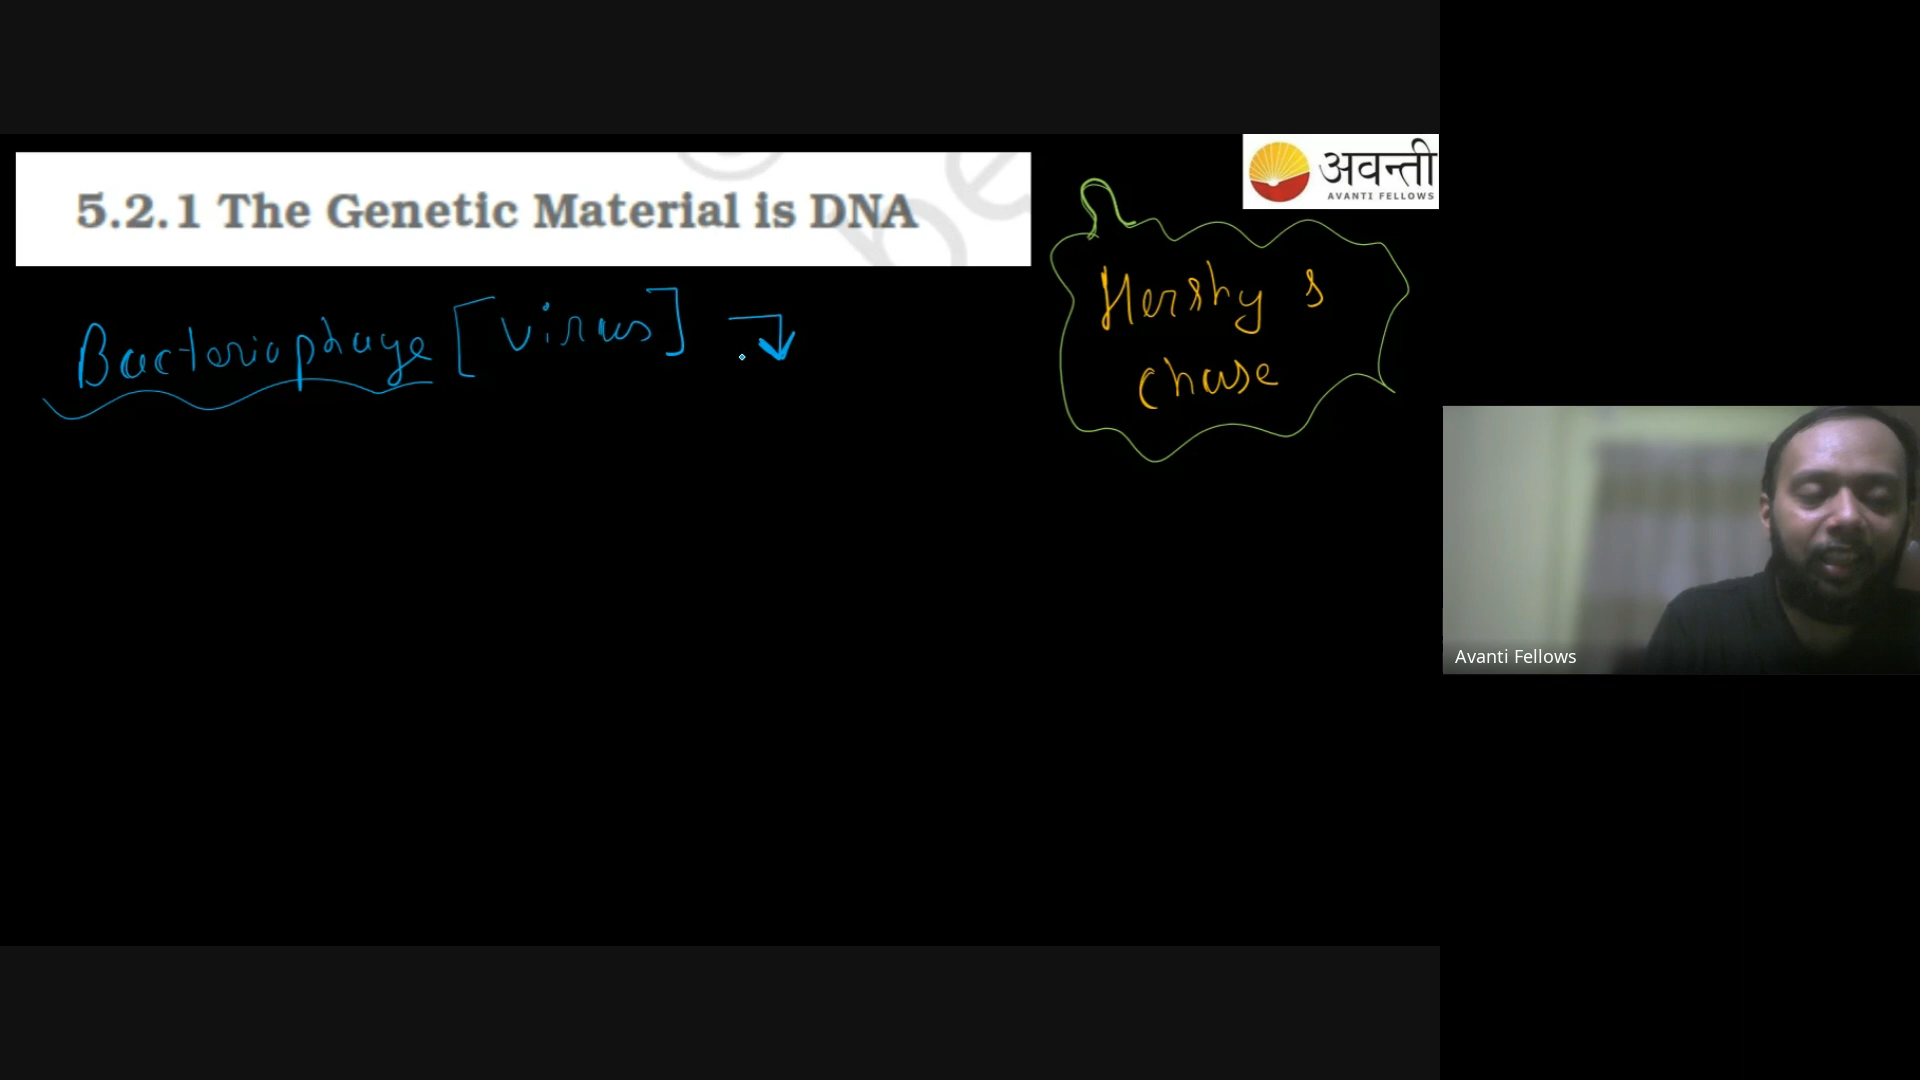 5.2.1 The Genetic Material is DNA
अवन्ती
AVANTI FELLOWS
Bacteriophage [virus]
Hershy &
chase
Avanti Fellows